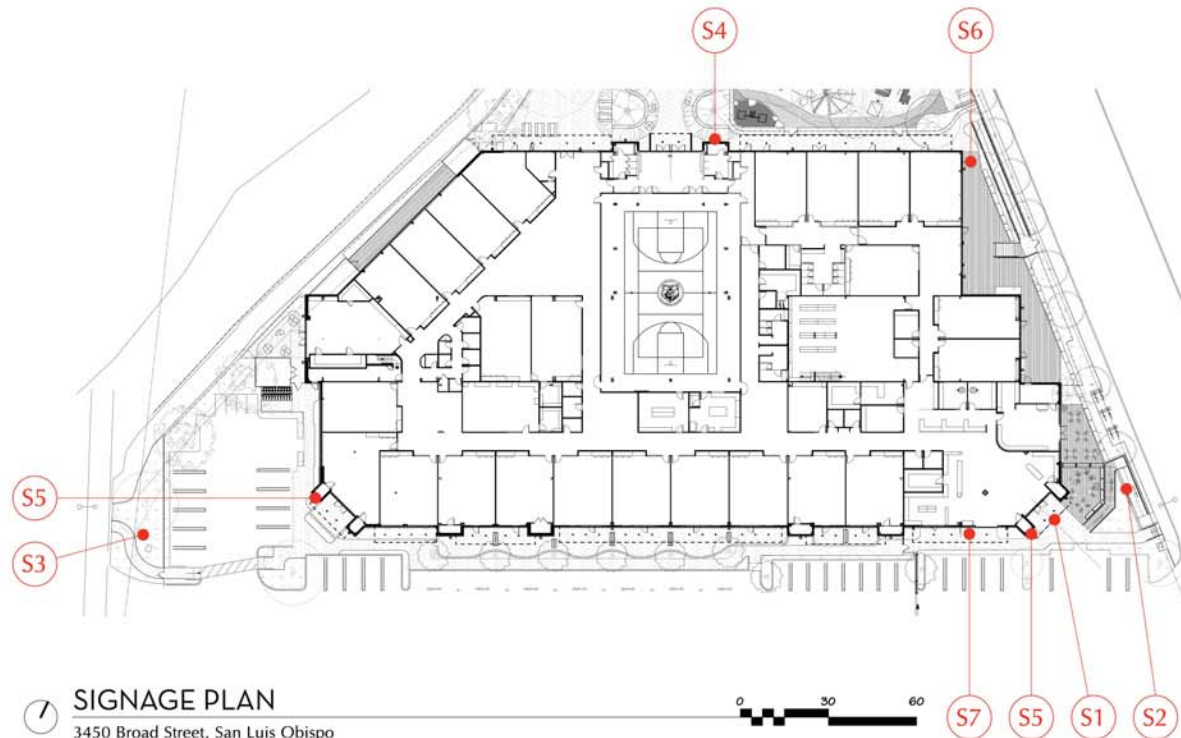 S4
S6
S5
S3
SIGNAGE PLAN
3450 Broad Street, San Luis Obispo
0 30 60
S7
S5
S1
S2